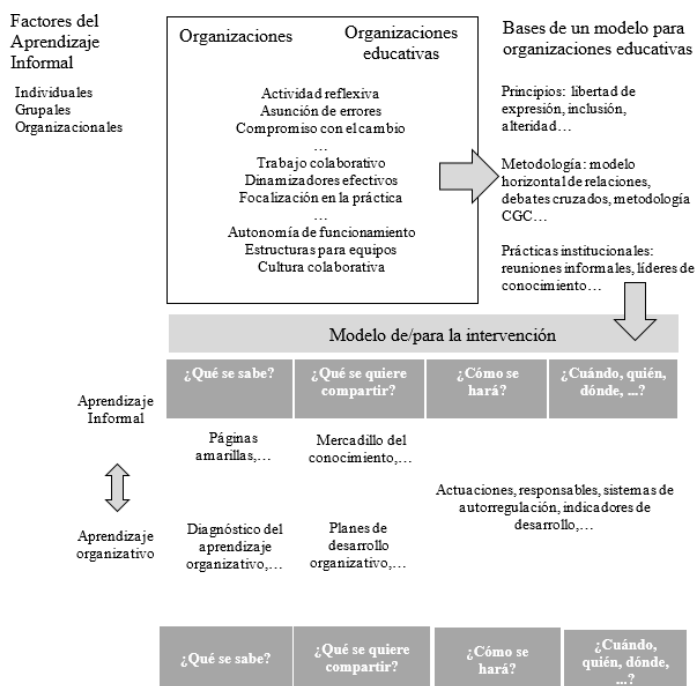 Factores del
Aprendizaje
Informal
Individuales
Grupales
Organizacionales
Organizaciones
Organizaciones
educativas
Actividad reflexiva
Asunción de errores
Compromiso con el cambio
…
Trabajo colaborativo
Dinamizadores efectivos
Focalización en la práctica
…
Autonomía de funcionamiento
Estructuras para equipos
Cultura colaborativa
Bases de un modelo para
organizaciones educativas
Principios: libertad de
expresión, inclusión,
alteridad…
Metodología: modelo
horizontal de relaciones,
debates cruzados, metodología
CGC…
Prácticas institucionales:
reuniones informales, líderes de
conocimiento…
Modelo de/para la intervención
¿Qué se sabe?
¿Qué se quiere
compartir?
¿Cómo se
hará?
¿Cuándo, quién,
dónde, ...?
Aprendizaje
Informal
Páginas
amarillas,…
Mercadillo del
conocimiento,…
Actuaciones, responsables, sistemas de
autorregulación, indicadores
de desarrollo,…
Aprendizaje
organizativo
Diagnóstico del
aprendizaje
organizativo,…
Planes de
desarrollo
organizativo,…
¿Qué se sabe?
¿Qué se quiere
compartir?
¿Cómo se
hará?
¿Cuándo,
quién, dónde,
...?